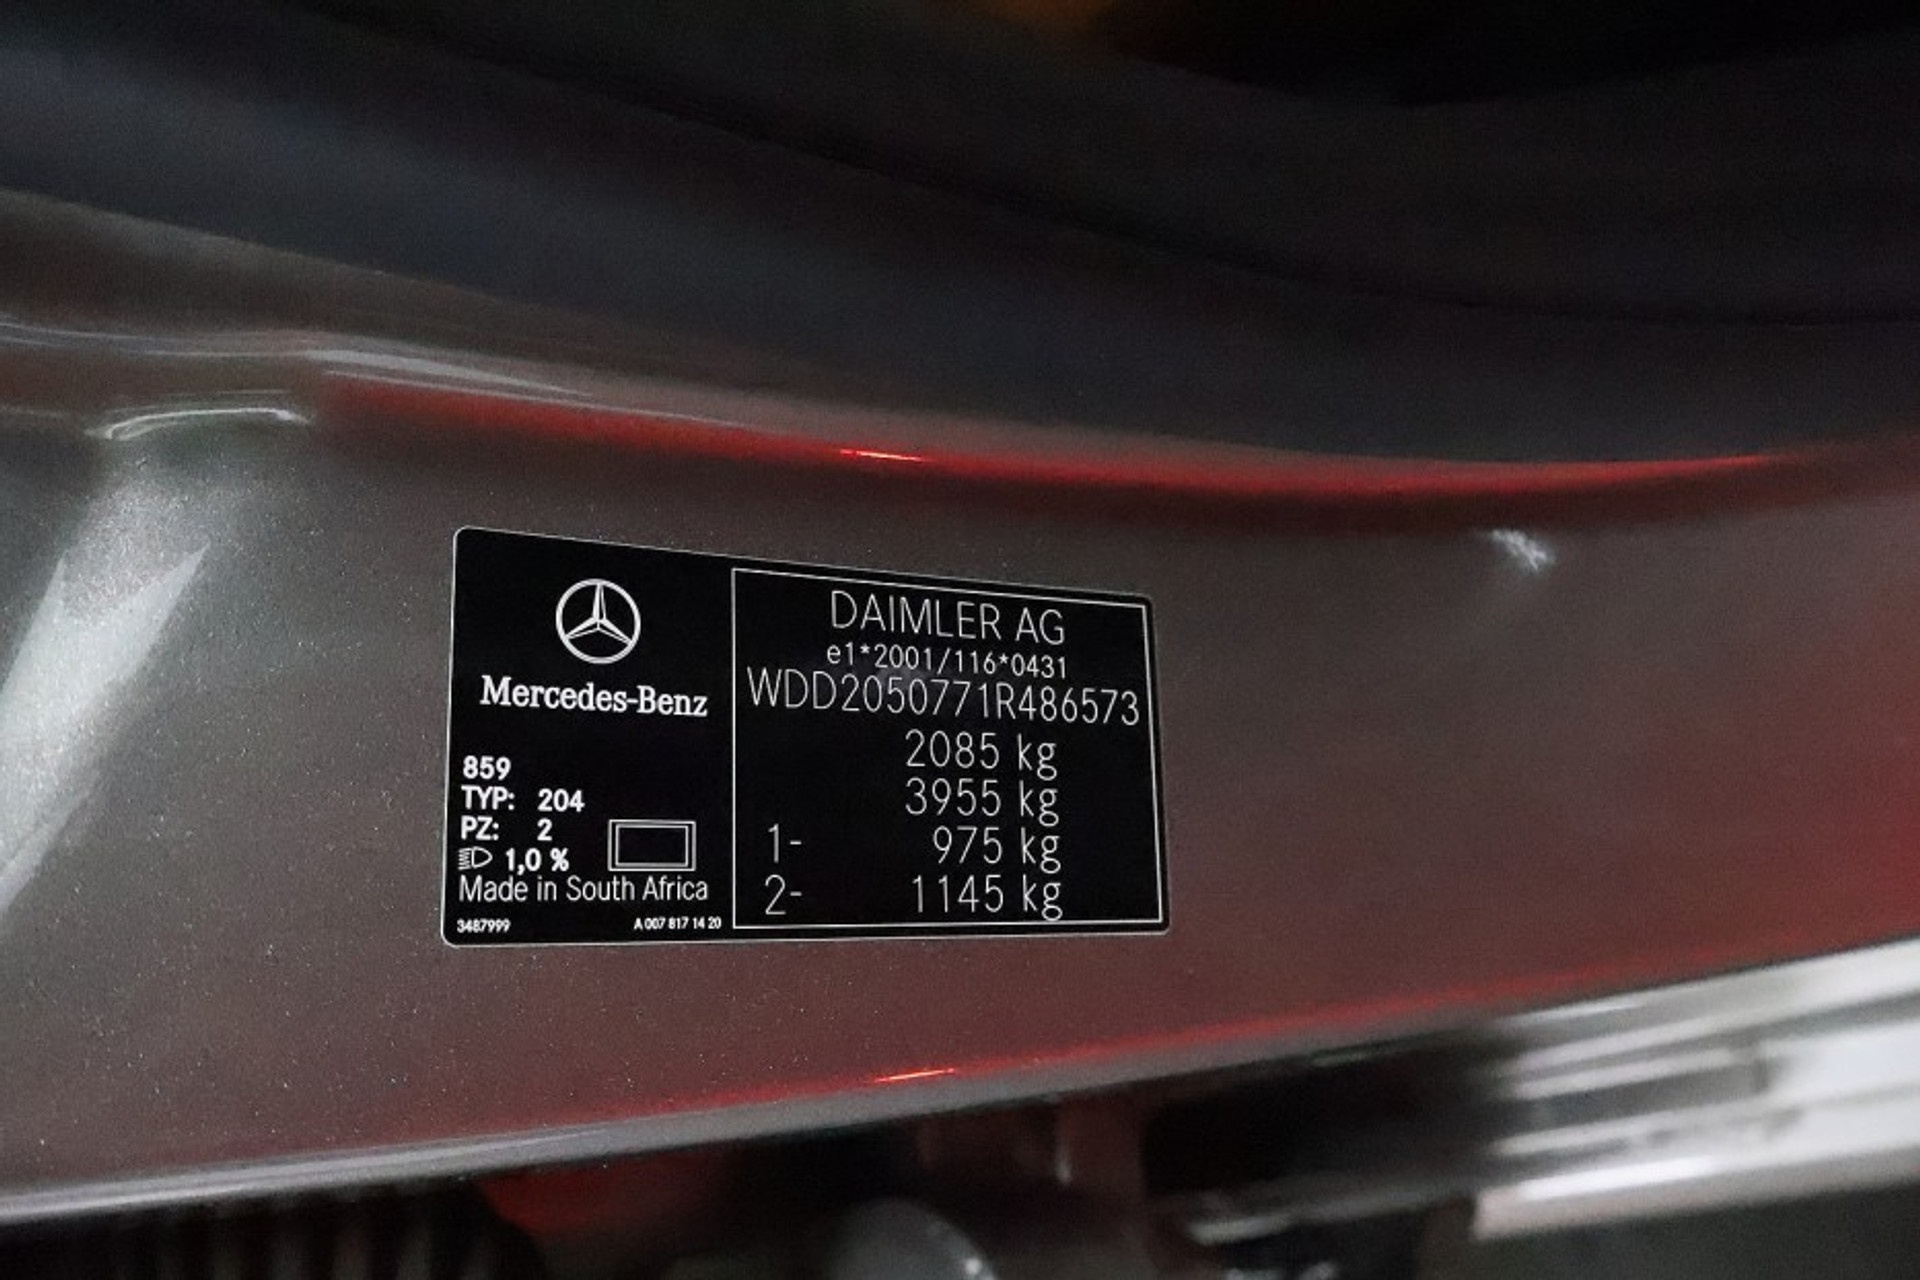 Mercedes-Benz
859
TYP: 204
PZ: 2
1,0 %
Made in South Africa
3487999 A 007 817 14 20
DAIMLER AG
e1*2001/116*0431
WDD2050771R486573
2085 kg
3955 kg
1- 975 kg
2- 1145 kg